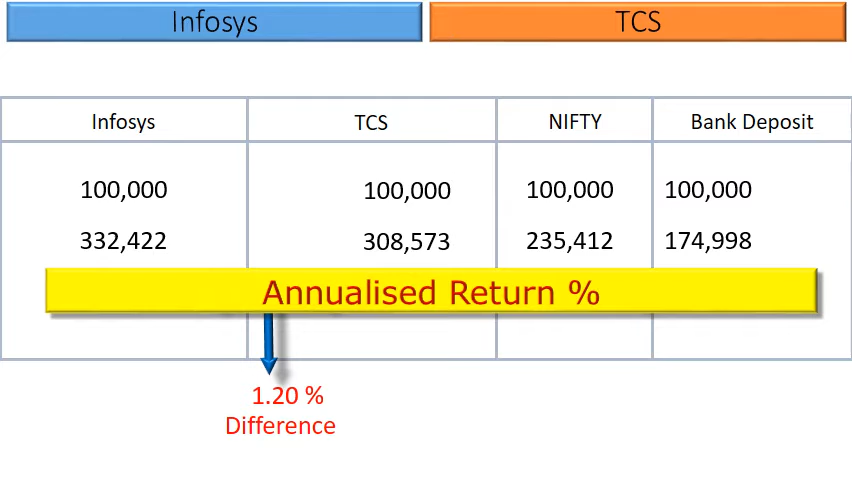 Infosys TCS
Infosys TCS NIFTY Bank Deposit
100,000 100,000 100,000 100,000
332,422 308,573 235,412 174,998
Annualised Return %
1.20 %
Difference